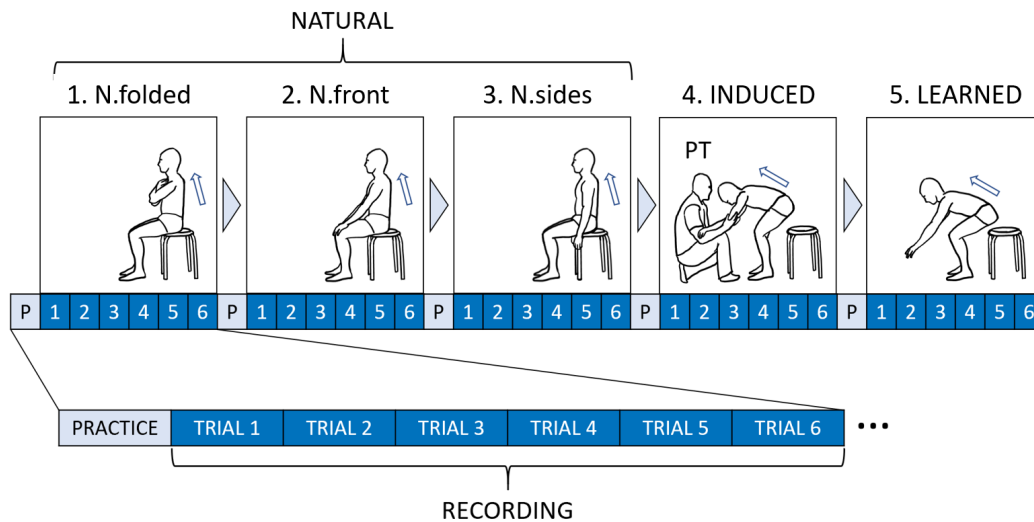 NATURAL
1. N.folded
2. N.front
3. N.sides
4. INDUCED
5. LEARNED
PT
P 1 2 3 4 5 6 P 1 2 3 4 5 6 P 1 2 3 4 5 6 P 1 2 3 4 5 6 P 1 2 3 4 5 6
PRACTICE TRIAL 1 TRIAL 2 TRIAL 3 TRIAL 4 TRIAL 5 TRIAL 6 •••
RECORDING